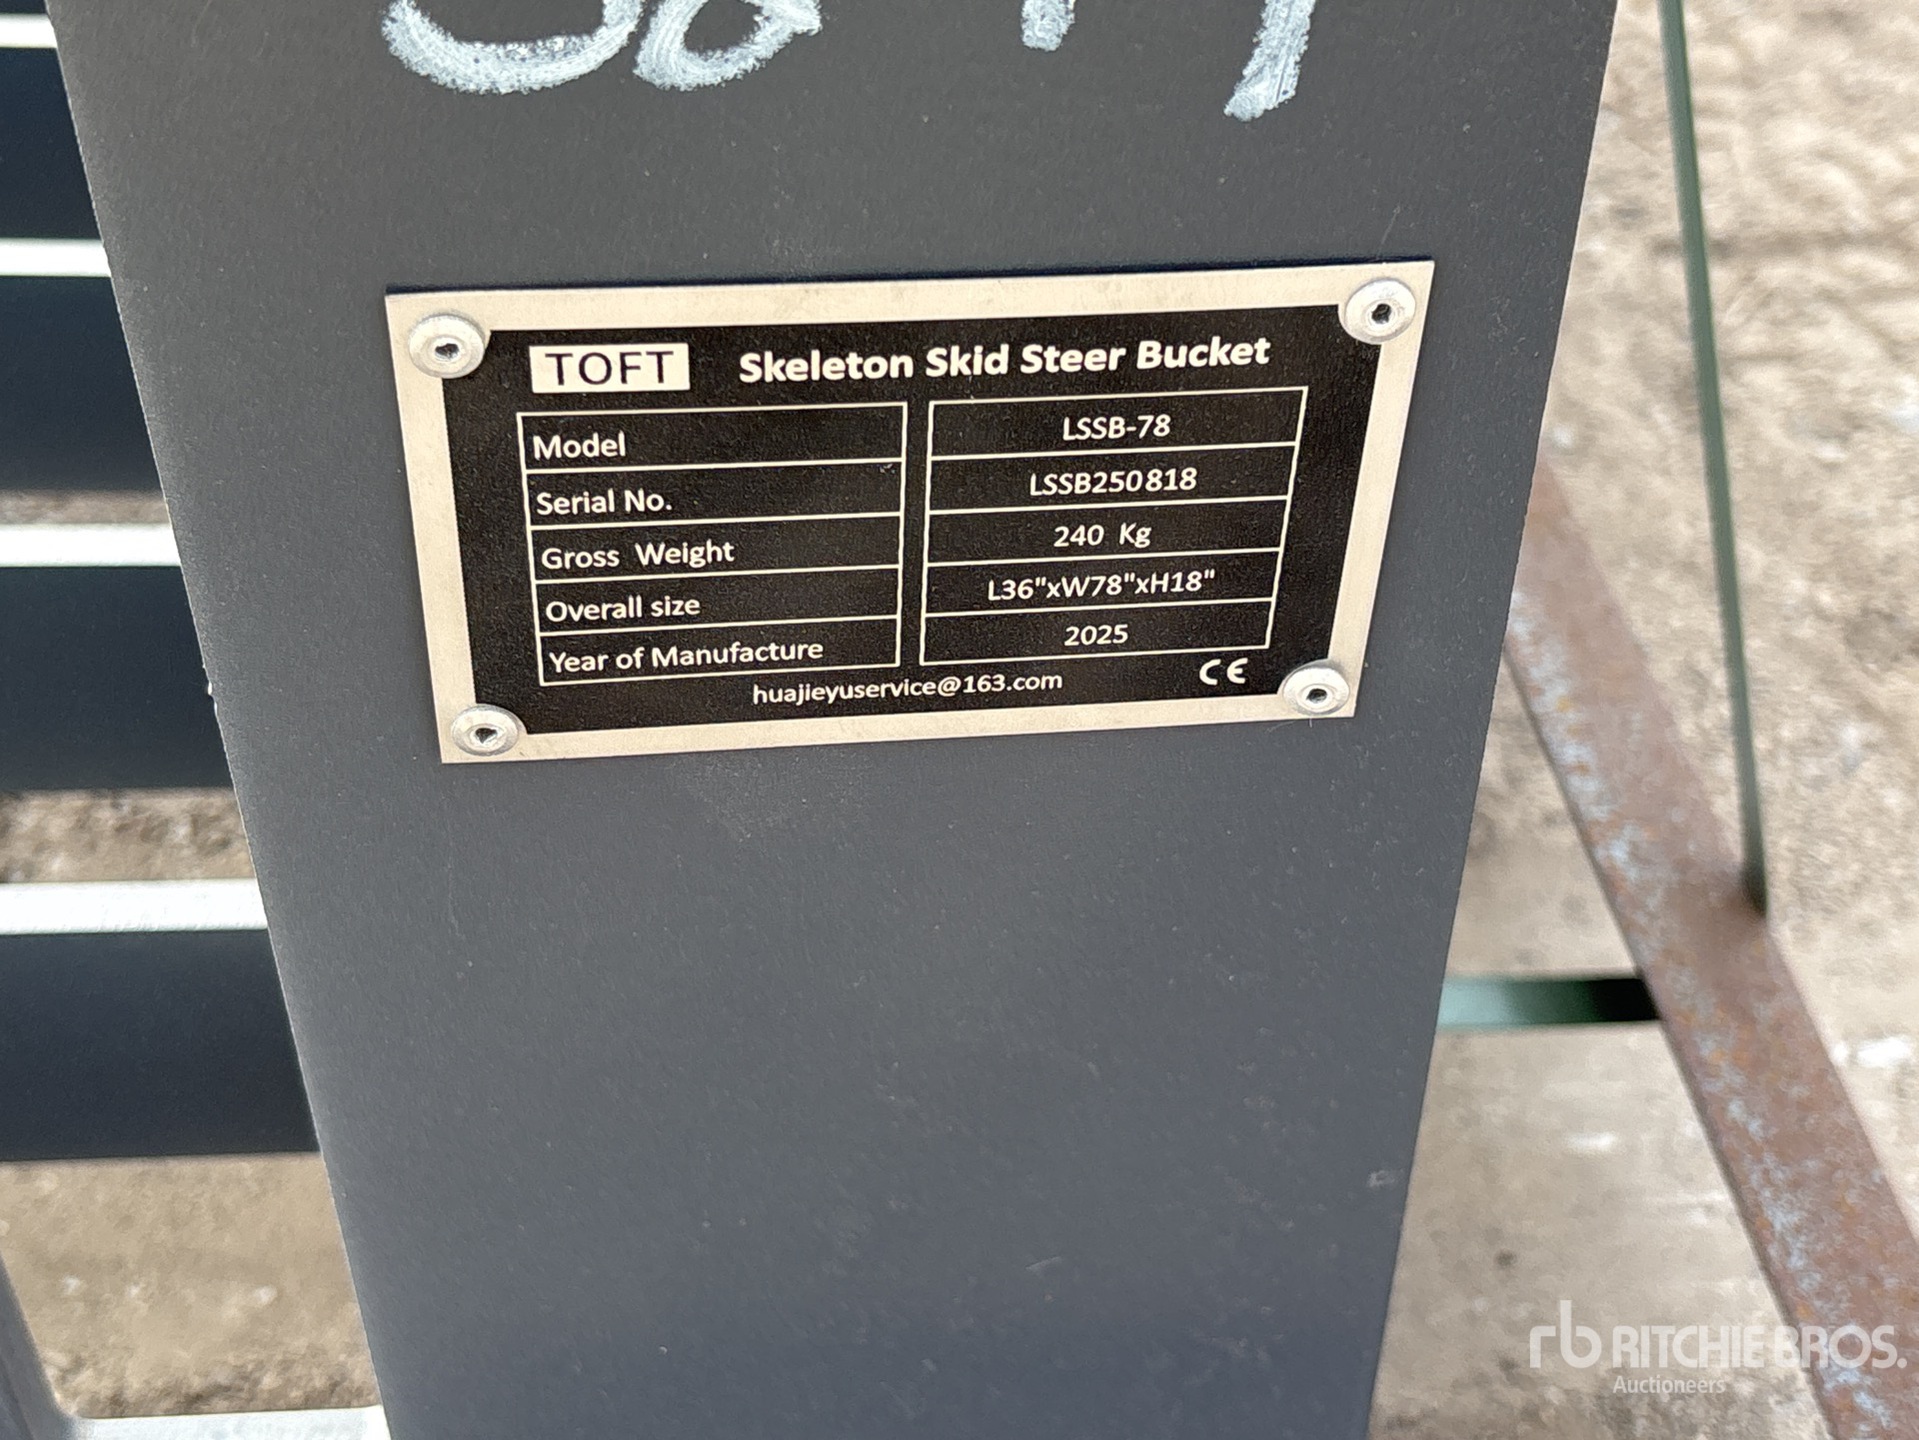 TOFT Skeleton Skid Steer Bucket
Model LSSB-78
Serial No. LSSB250818
Gross Weight 240 Kg
Overall size L36"xW78"xH18"
Year of Manufacture 2025
huajieyuservice@163.com CE
rb RITCHIE BROS.
Auctioneers